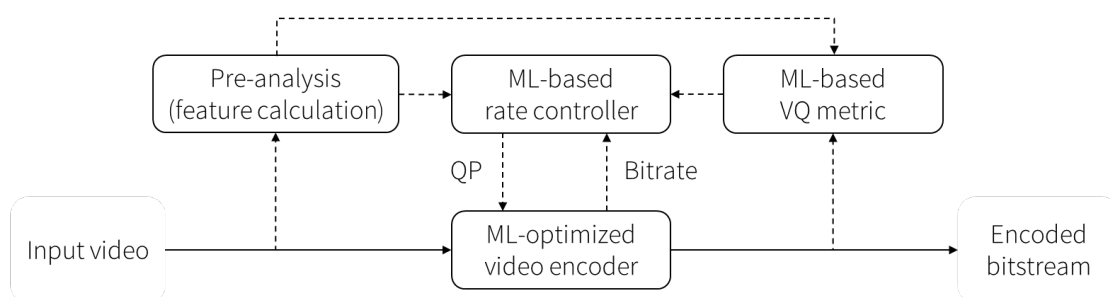 Pre-analysis
(feature calculation)
ML-based
rate controller
ML-based
VQ metric
QP
Bitrate
Input video
ML-optimized
video encoder
Encoded
bitstream